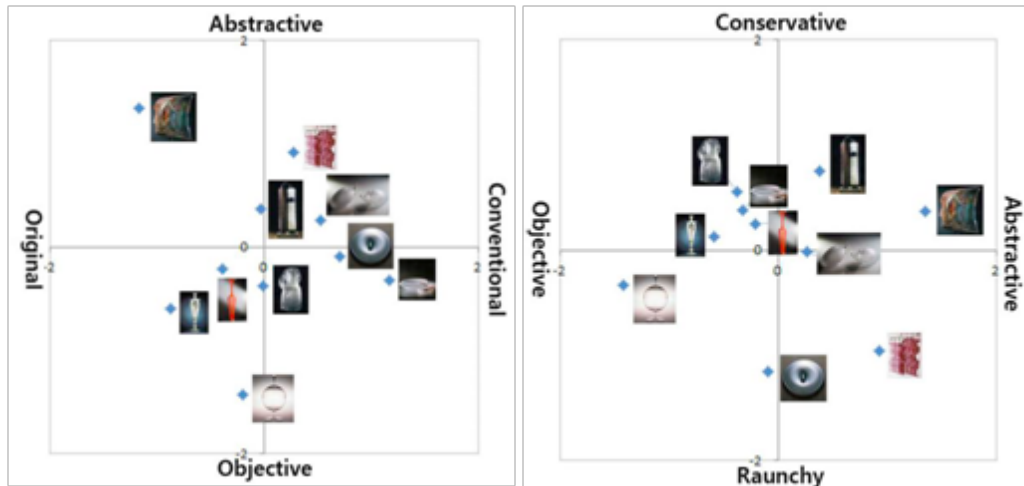 Abstractive
2
Original
-2
0
0
2
Conventional
-2
Objective
Conservative
2
Objective
-2
0
0
2
Abstractive
-2
Raunchy